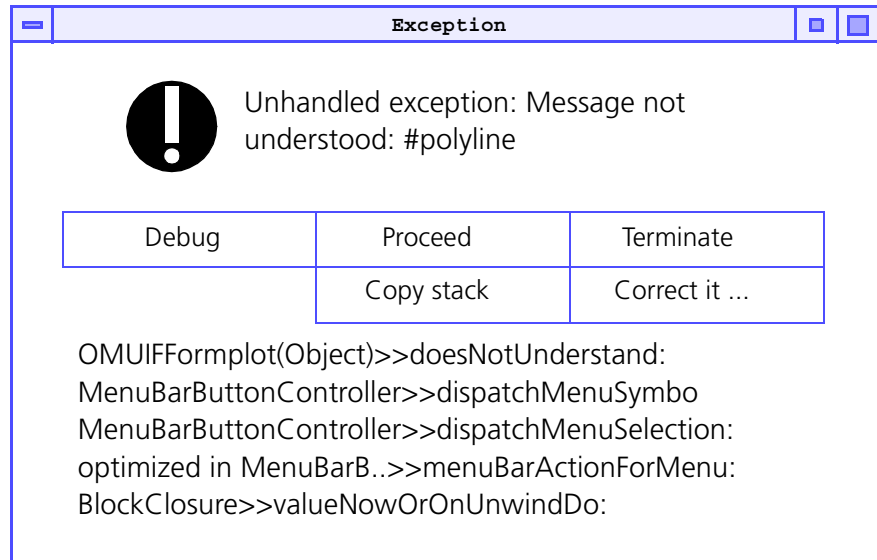 Exception
Unhandled exception: Message not
understood: #polyline
Debug
Proceed
Terminate
Copy stack
Correct it ...
OMUIFFormplot(Object)>>doesNotUnderstand:
MenuBarButtonController>>dispatchMenuSymbo
MenuBarButtonController>>dispatchMenuSelection:
optimized in MenuBarB..>>menuBarActionForMenu:
BlockClosure>>valueNowOrOnUnwindDo: